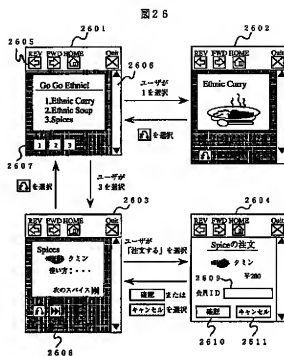 図26
2601
2602
2605
REV FWD HOME Quit
2606
Go Go Ethnic!
1.Ethnic Curry
2.Ethnic Soup
3.Spices
1 2 3
2607
ユーザが
1を選択
を選択
REV FWD HOME Quit
Ethnic Curry
を選択
ユーザが
3を選択
2603
2604
REV FWD HOME Quit
Spices
クミン
使い方：・・・
次のスパイス
2608
ユーザが
「注文する」を選択
確認 または
キャンセル を選択
REV FWD HOME Quit
Spiceの注文
クミン
¥200
2609
会員ID
確認 キャンセル
2610 2611